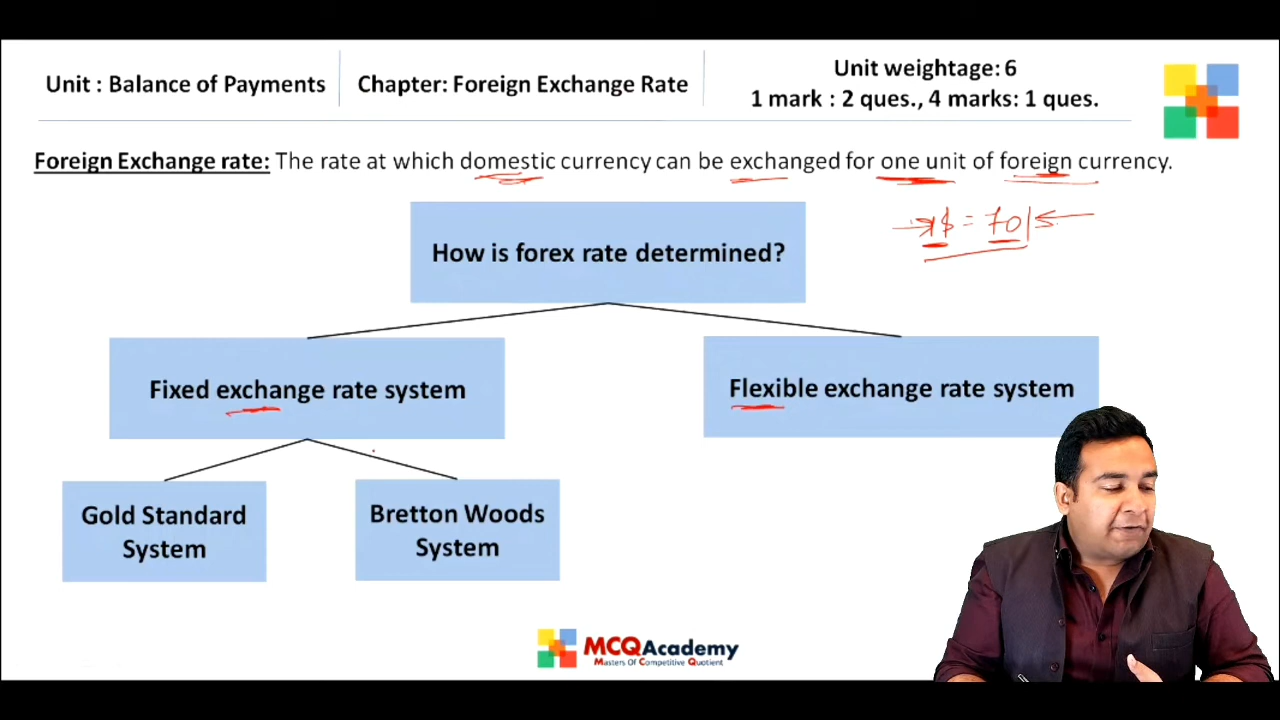 Unit : Balance of Payments
Chapter: Foreign Exchange Rate
Unit weightage: 6
1 mark : 2 ques., 4 marks: 1 ques.
Foreign Exchange rate: The rate at which domestic currency can be exchanged for one unit of foreign currency.
1$ = 70/
How is forex rate determined?
Fixed exchange rate system
Flexible exchange rate system
Gold Standard
System
Bretton Woods
System
MCQAcademy
Masters Of Competitive Quotient